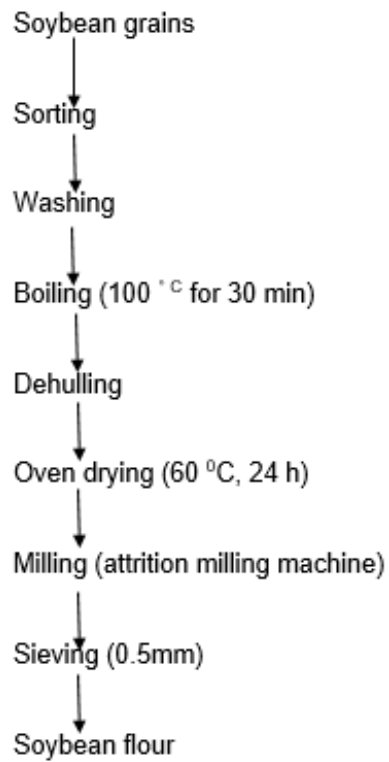 Soybean grains
Sorting
Washing
Boiling (100 ° C for 30 min)
Dehulling
Oven drying (60 ⁰C, 24 h)
Milling (attrition milling machine)
Sieving (0.5mm)
Soybean flour